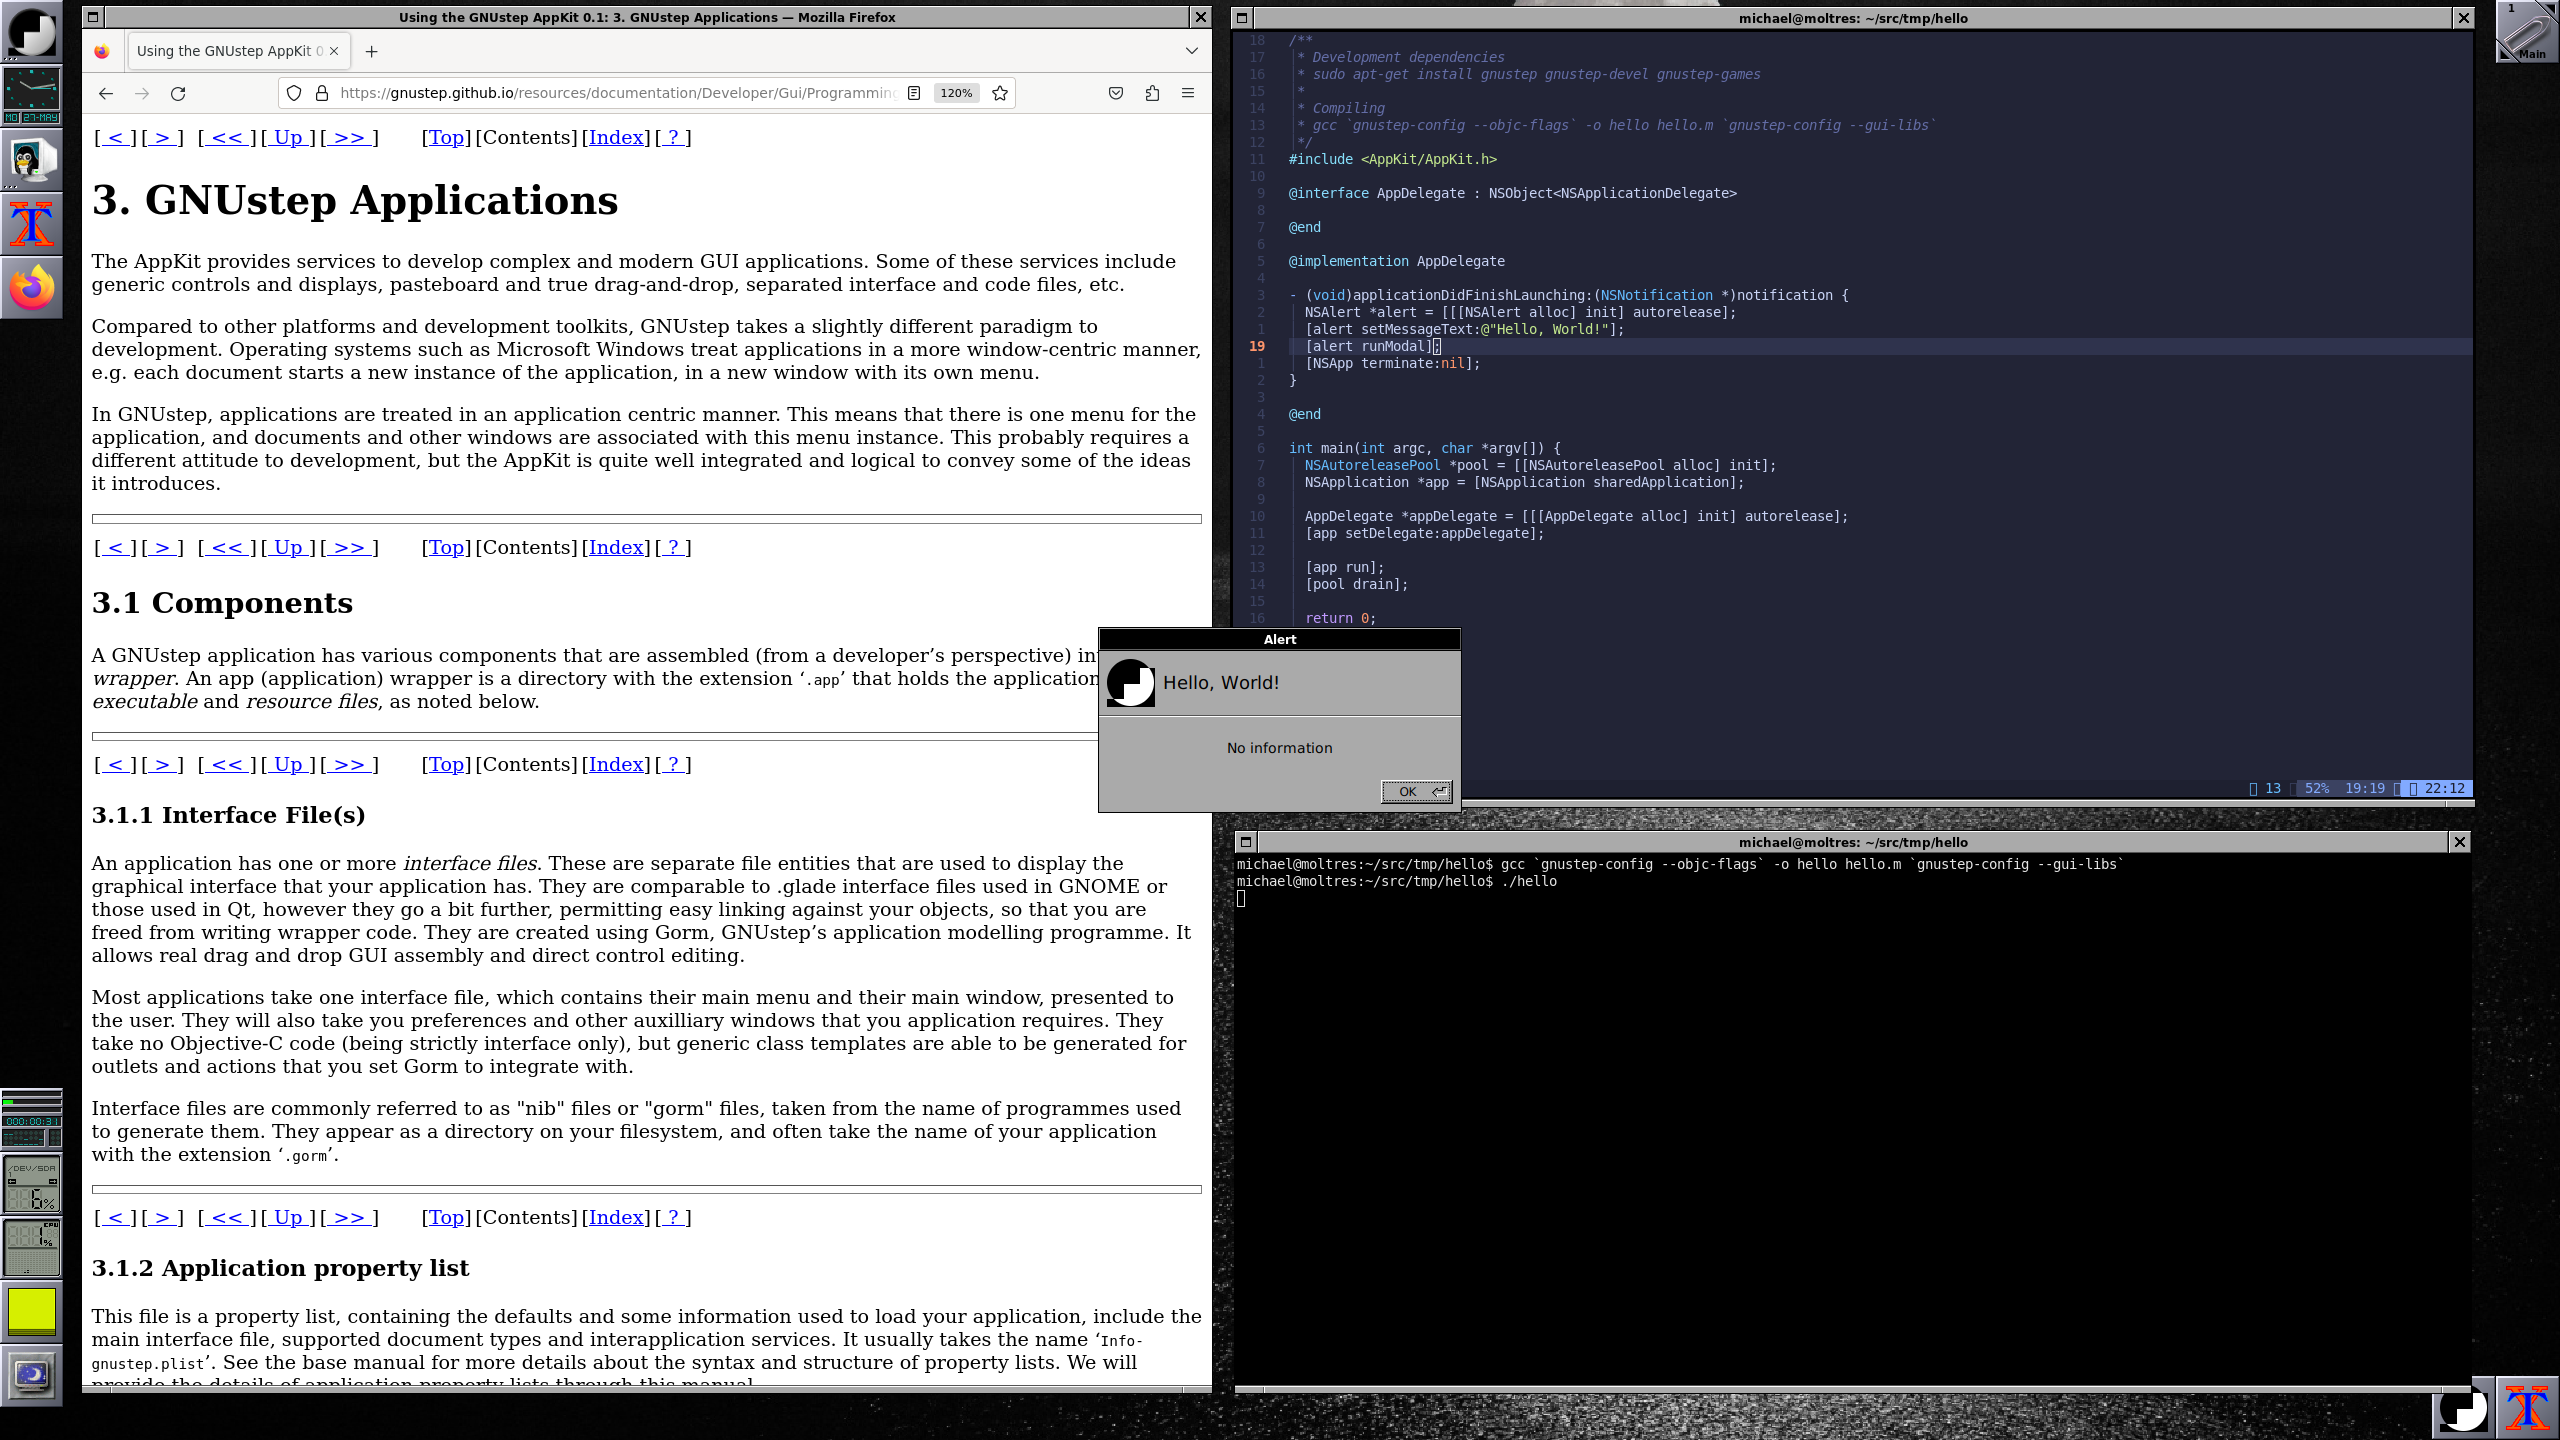 Using the GNUstep AppKit 0.1: 3. GNUstep Applications — Mozilla Firefox
Using the GNUstep AppKit 0
https://gnustep.github.io/resources/documentation/Developer/Gui/Programming
120%
[ < ] [ > ] [ << ] [ Up ] [ >> ] [Top] [Contents] [Index] [ ? ]
3. GNUstep Applications
The AppKit provides services to develop complex and modern GUI applications. Some of these services include
generic controls and displays, pasteboard and true drag-and-drop, separated interface and code files, etc.
Compared to other platforms and development toolkits, GNUstep takes a slightly different paradigm to
development. Operating systems such as Microsoft Windows treat applications in a more window-centric manner,
e.g. each document starts a new instance of the application, in a new window with its own menu.
In GNUstep, applications are treated in an application centric manner. This means that there is one menu for the
application, and documents and other windows are associated with this menu instance. This probably requires a
different attitude to development, but the AppKit is quite well integrated and logical to convey some of the ideas
it introduces.
[ < ] [ > ] [ << ] [ Up ] [ >> ] [Top] [Contents] [Index] [ ? ]
3.1 Components
A GNUstep application has various components that are assembled (from a developer’s perspective) in
wrapper. An app (application) wrapper is a directory with the extension ‘.app’ that holds the application
executable and resource files, as noted below.
[ < ] [ > ] [ << ] [ Up ] [ >> ] [Top] [Contents] [Index] [ ? ]
3.1.1 Interface File(s)
An application has one or more interface files. These are separate file entities that are used to display the
graphical interface that your application has. They are comparable to .glade interface files used in GNOME or
those used in Qt, however they go a bit further, permitting easy linking against your objects, so that you are
freed from writing wrapper code. They are created using Gorm, GNUstep’s application modelling programme. It
allows real drag and drop GUI assembly and direct control editing.
Most applications take one interface file, which contains their main menu and their main window, presented to
the user. They will also take you preferences and other auxilliary windows that you application requires. They
take no Objective-C code (being strictly interface only), but generic class templates are able to be generated for
outlets and actions that you set Gorm to integrate with.
Interface files are commonly referred to as "nib" files or "gorm" files, taken from the name of programmes used
to generate them. They appear as a directory on your filesystem, and often take the name of your application
with the extension ‘.gorm’.
[ < ] [ > ] [ << ] [ Up ] [ >> ] [Top] [Contents] [Index] [ ? ]
3.1.2 Application property list
This file is a property list, containing the defaults and some information used to load your application, include the
main interface file, supported document types and interapplication services. It usually takes the name ‘Info-
gnustep.plist’. See the base manual for more details about the syntax and structure of property lists. We will
provide the details of application property lists through this manual.
michael@moltres: ~/src/tmp/hello
18 /**
17 * Development dependencies
16 * sudo apt-get install gnustep gnustep-devel gnustep-games
15 *
14 * Compiling
13 * gcc `gnustep-config --objc-flags` -o hello hello.m `gnustep-config --gui-libs`
12 */
11 #include <AppKit/AppKit.h>
10
9 @interface AppDelegate : NSObject<NSApplicationDelegate>
8
7 @end
6
5 @implementation AppDelegate
4
3 - (void)applicationDidFinishLaunching:(NSNotification *)notification {
2 NSAlert *alert = [[[NSAlert alloc] init] autorelease];
1 [alert setMessageText:@"Hello, World!"];
19 [alert runModal];
1 [NSApp terminate:nil];
2 }
3
4 @end
5
6 int main(int argc, char *argv[]) {
7 NSAutoreleasePool *pool = [[NSAutoreleasePool alloc] init];
8 NSApplication *app = [NSApplication sharedApplication];
9
10 AppDelegate *appDelegate = [[[AppDelegate alloc] init] autorelease];
11 [app setDelegate:appDelegate];
12
13 [app run];
14 [pool drain];
15
16 return 0;
13 52% 19:19 22:12
Alert
Hello, World!
No information
OK
michael@moltres: ~/src/tmp/hello
michael@moltres:~/src/tmp/hello$ gcc `gnustep-config --objc-flags` -o hello hello.m `gnustep-config --gui-libs`
michael@moltres:~/src/tmp/hello$ ./hello
1
Main
MO 27-MAY
/DEV/SDA
6%
1%